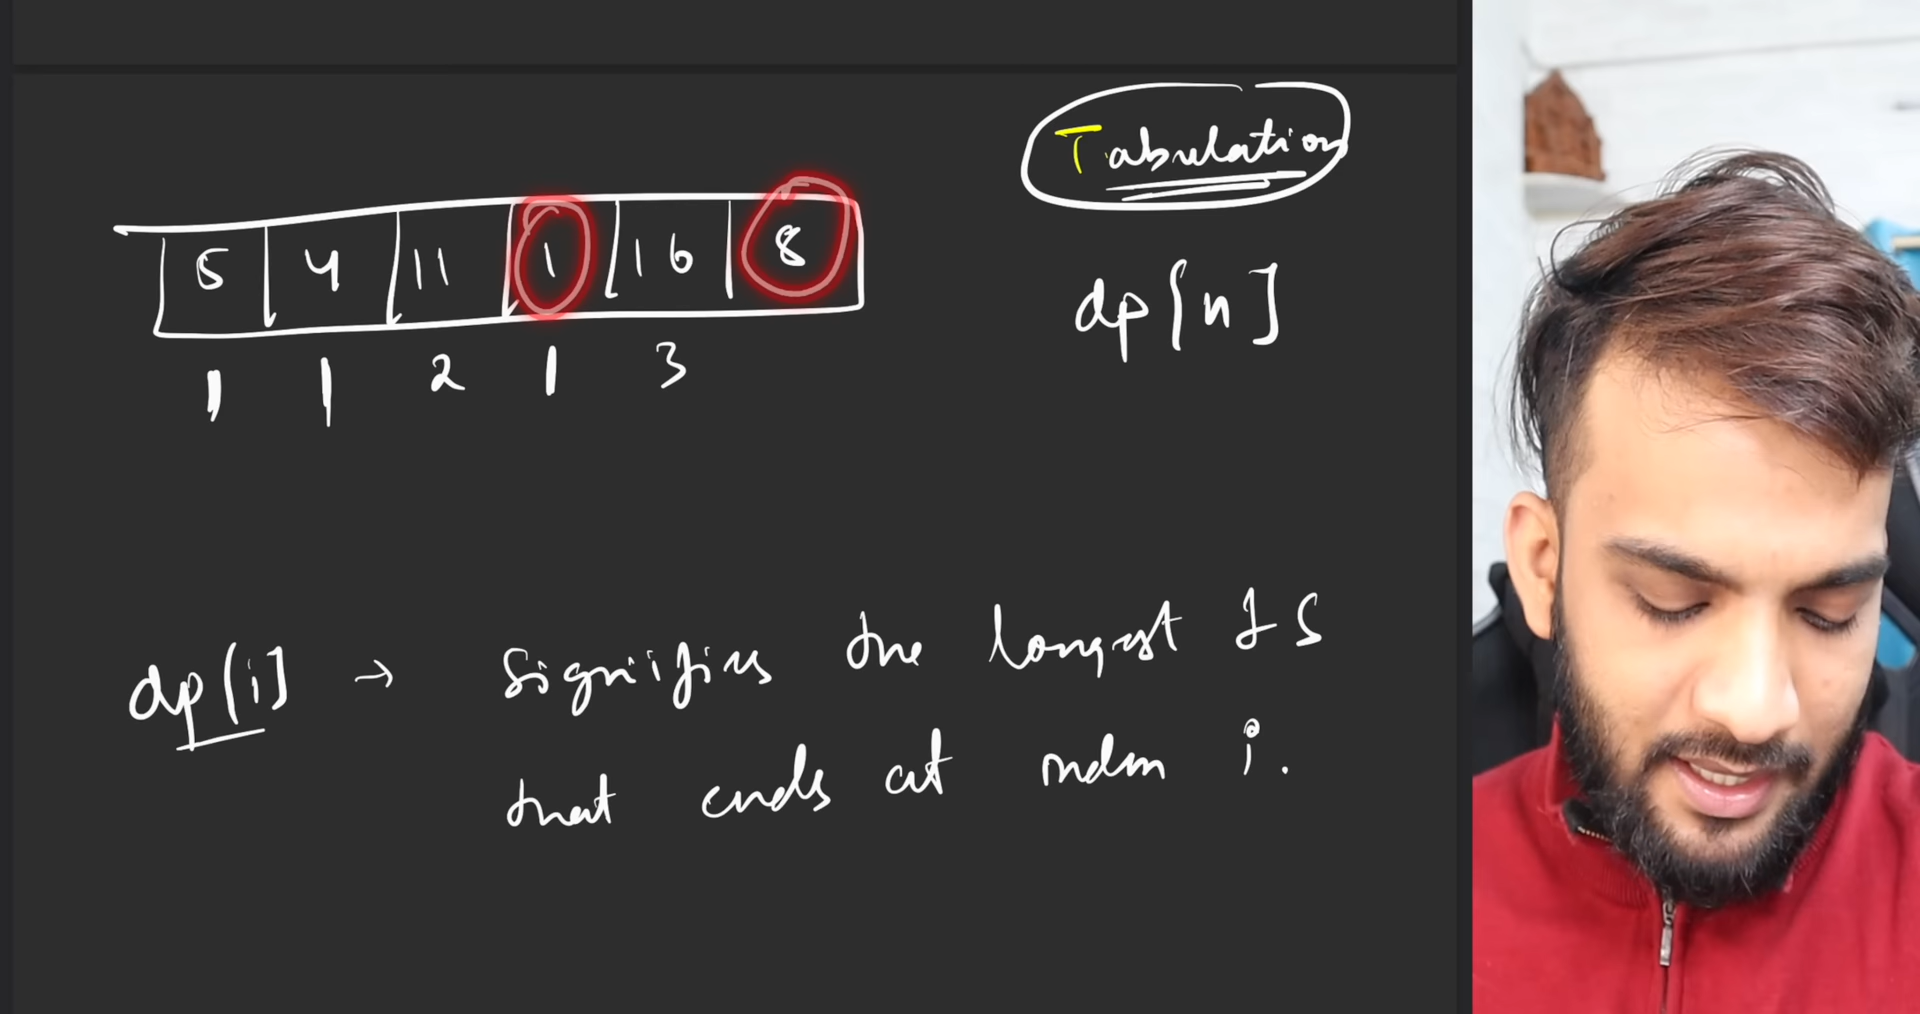 Tabulation
5 4 11 1 16 8
dp[n]
1 1 2 1 3
dp[i] → Signifies the longest IS
that ends at index i.